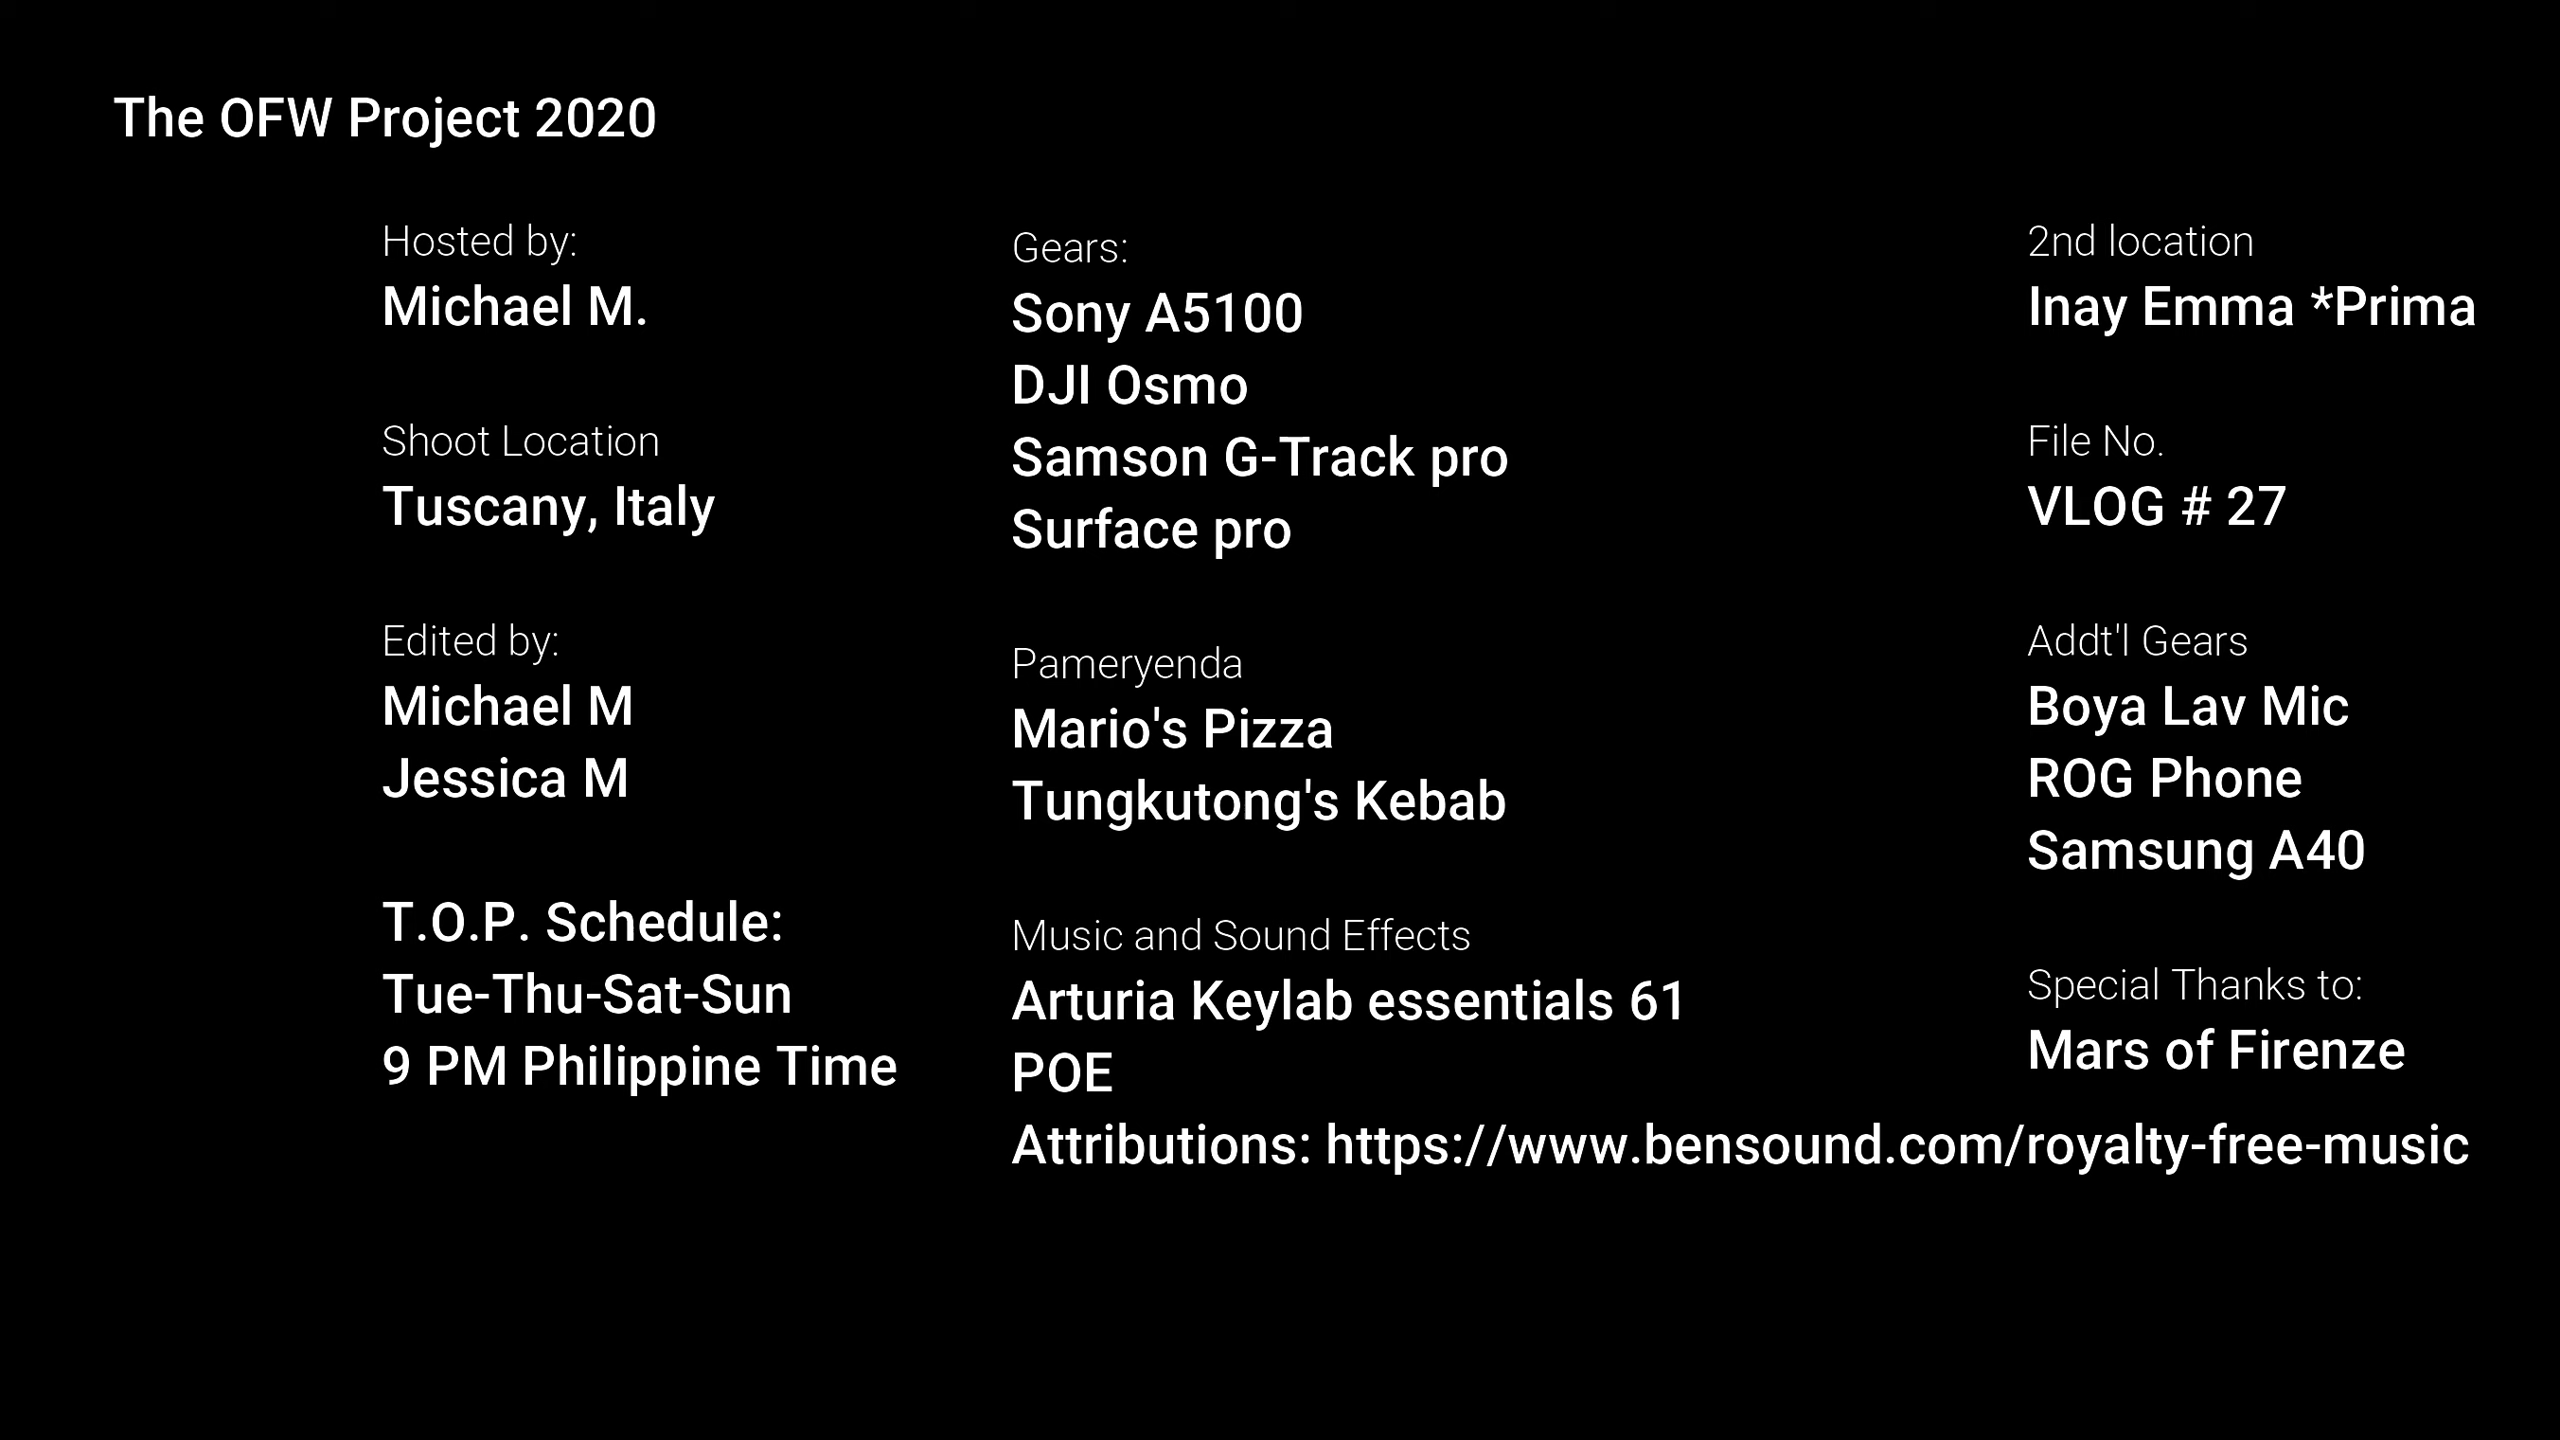 The OFW Project 2020
Hosted by:
Michael M.
Shoot Location
Tuscany, Italy
Edited by:
Michael M
Jessica M
T.O.P. Schedule:
Tue-Thu-Sat-Sun
9 PM Philippine Time
Gears:
Sony A5100
DJI Osmo
Samson G-Track pro
Surface pro
Pameryenda
Mario's Pizza
Tungkutong's Kebab
Music and Sound Effects
Arturia Keylab essentials 61
POE
Attributions: https://www.bensound.com/royalty-free-music
2nd location
Inay Emma *Prima
File No.
VLOG # 27
Addt'l Gears
Boya Lav Mic
ROG Phone
Samsung A40
Special Thanks to:
Mars of Firenze